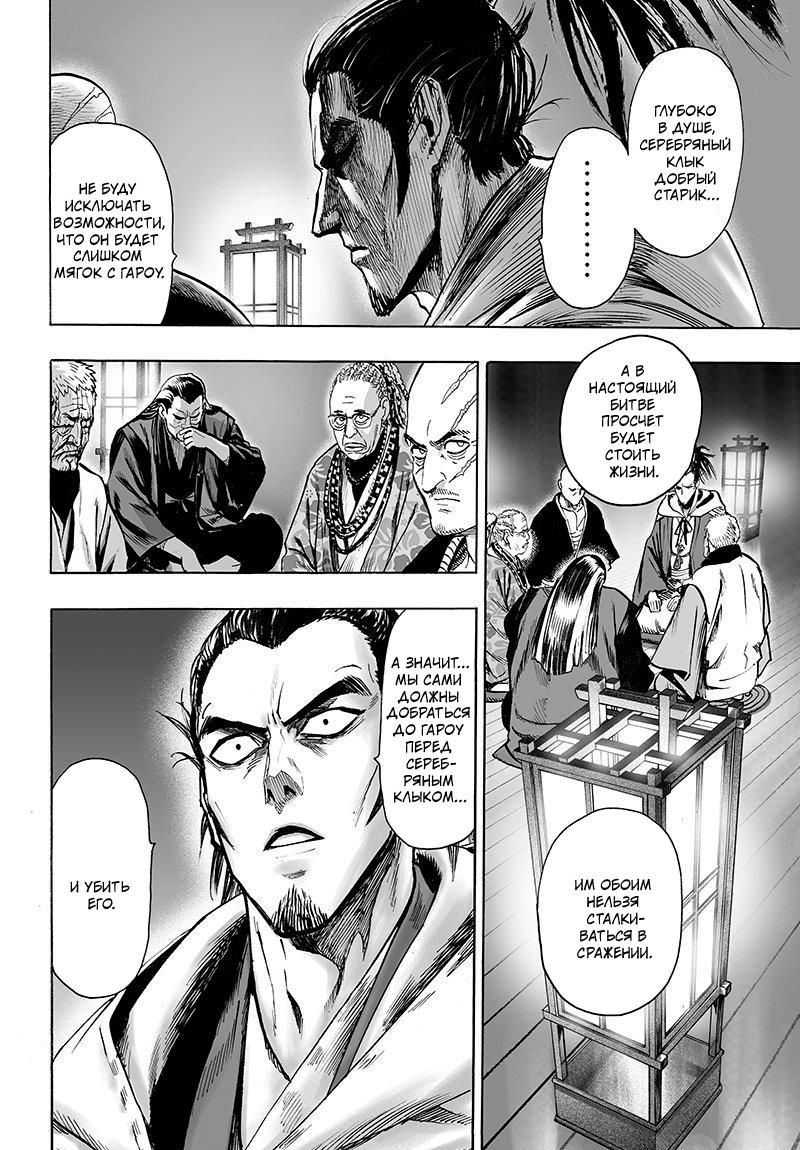 ГЛУБОКО
В ДУШЕ,
СЕРЕБРЯНЫЙ
КЛЫК
ДОБРЫЙ
СТАРИК...
.........
НЕ БУДУ
ИСКЛЮЧАТЬ
ВОЗМОЖНОСТИ,
ЧТО ОН БУДЕТ
СЛИШКОМ
МЯГОК С ГАРОУ.
А В
НАСТОЯЩИЙ
БИТВЕ
ПРОСЧЕТ
БУДЕТ
СТОИТЬ
ЖИЗНИ.
ИМ ОБОИМ
НЕЛЬЗЯ
СТАЛКИ-
ВАТЬСЯ В
СРАЖЕНИИ.
А ЗНАЧИТ...
МЫ САМИ
ДОЛЖНЫ
ДОБРАТЬСЯ
ДО ГАРОУ
ПЕРЕД
СЕРЕБ-
РЯНЫМ
КЛЫКОМ...
И УБИТЬ
ЕГО.